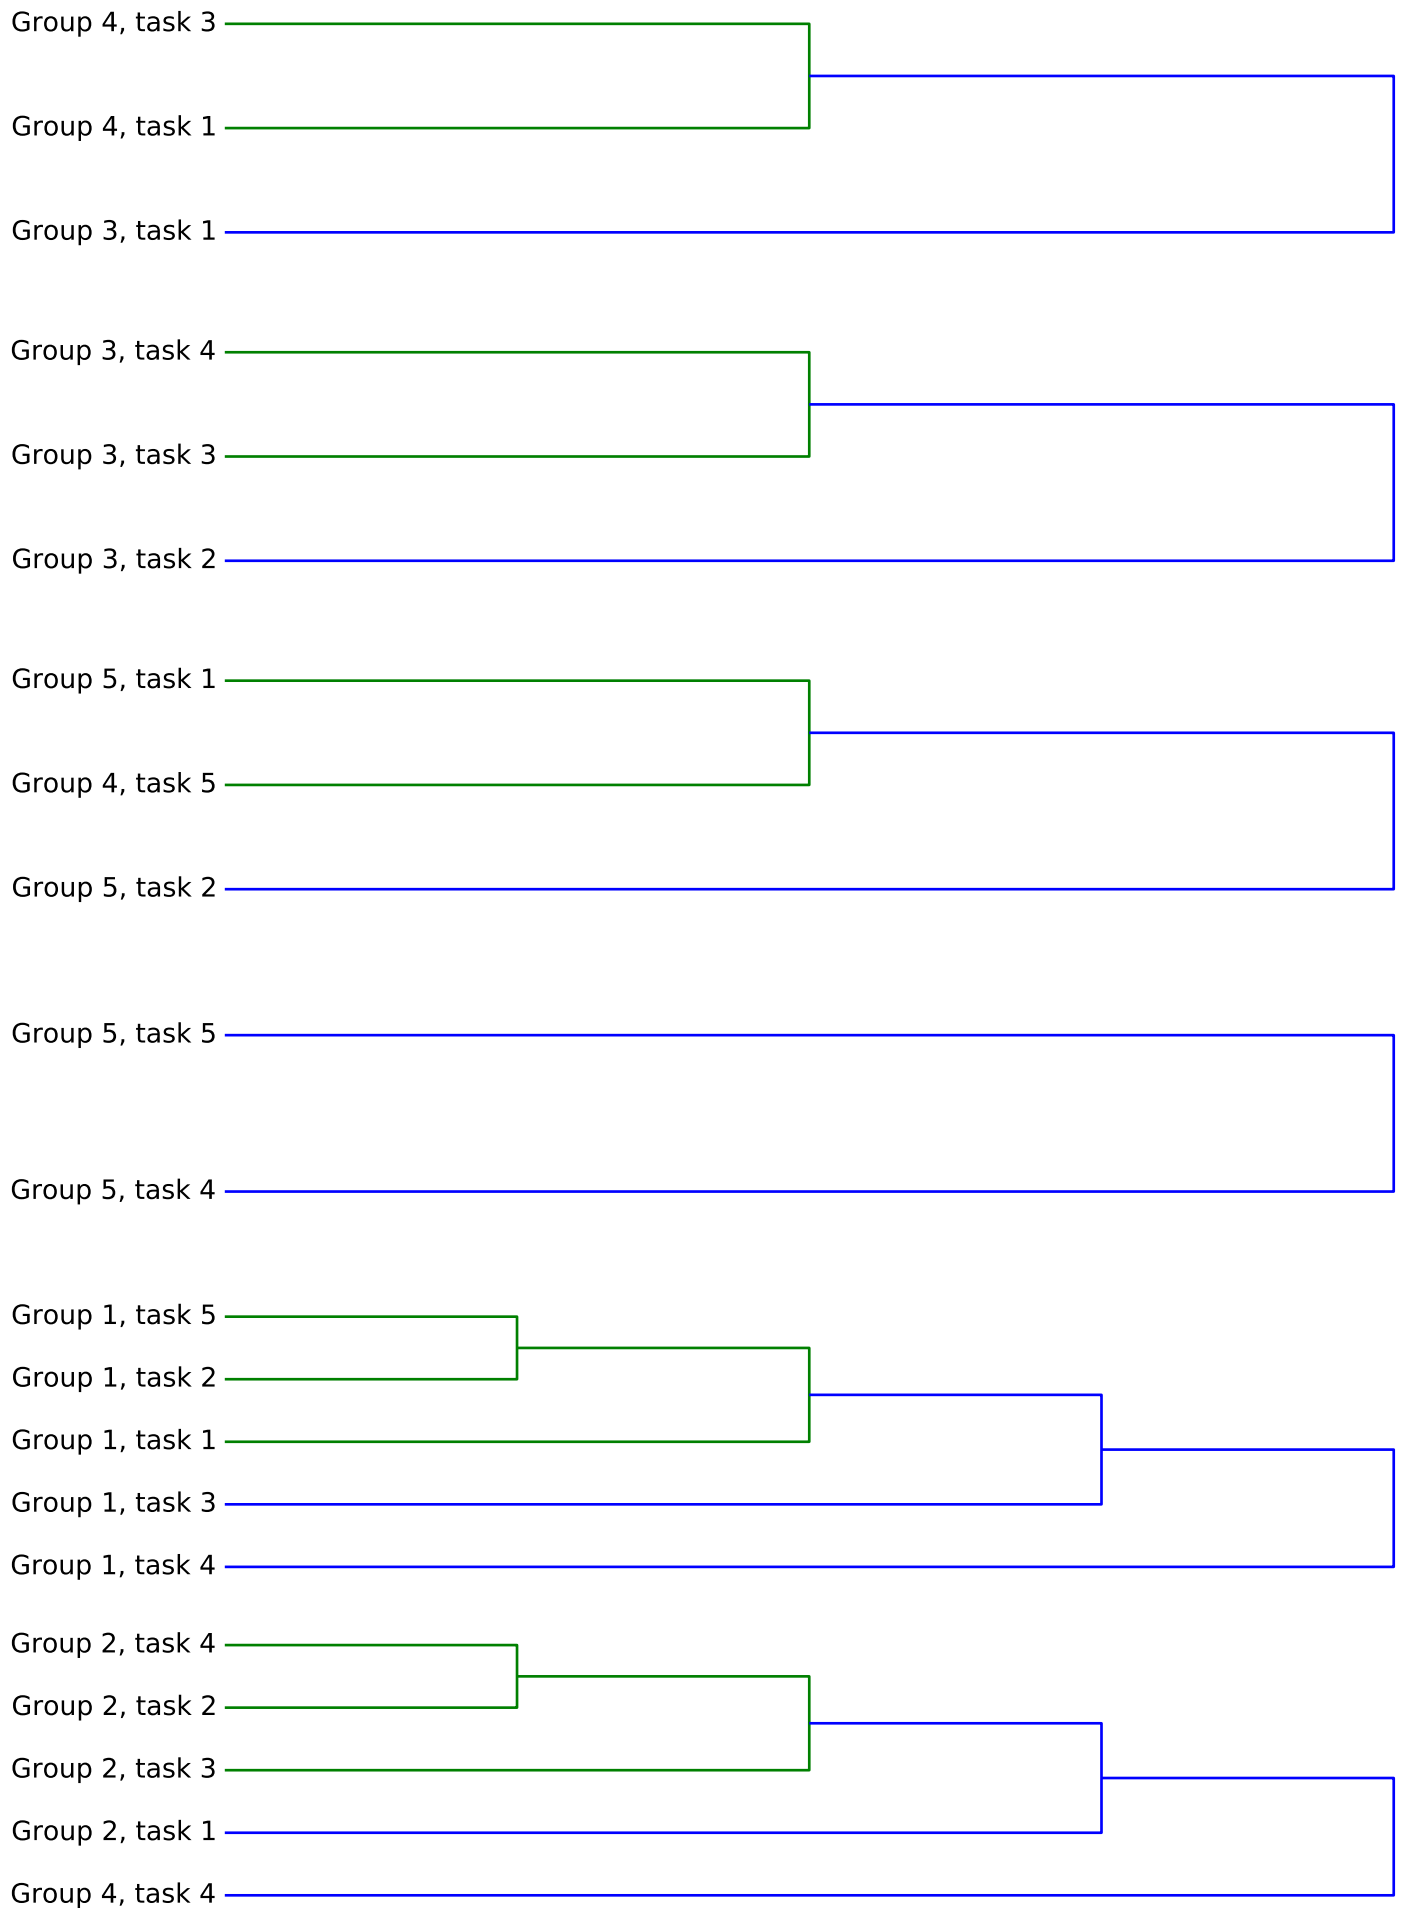 Group 4, task 3
Group 4, task 1
Group 3, task 1
Group 3, task 4
Group 3, task 3
Group 3, task 2
Group 5, task 1
Group 4, task 5
Group 5, task 2
Group 5, task 5
Group 5, task 4
Group 1, task 5
Group 1, task 2
Group 1, task 1
Group 1, task 3
Group 1, task 4
Group 2, task 4
Group 2, task 2
Group 2, task 3
Group 2, task 1
Group 4, task 4